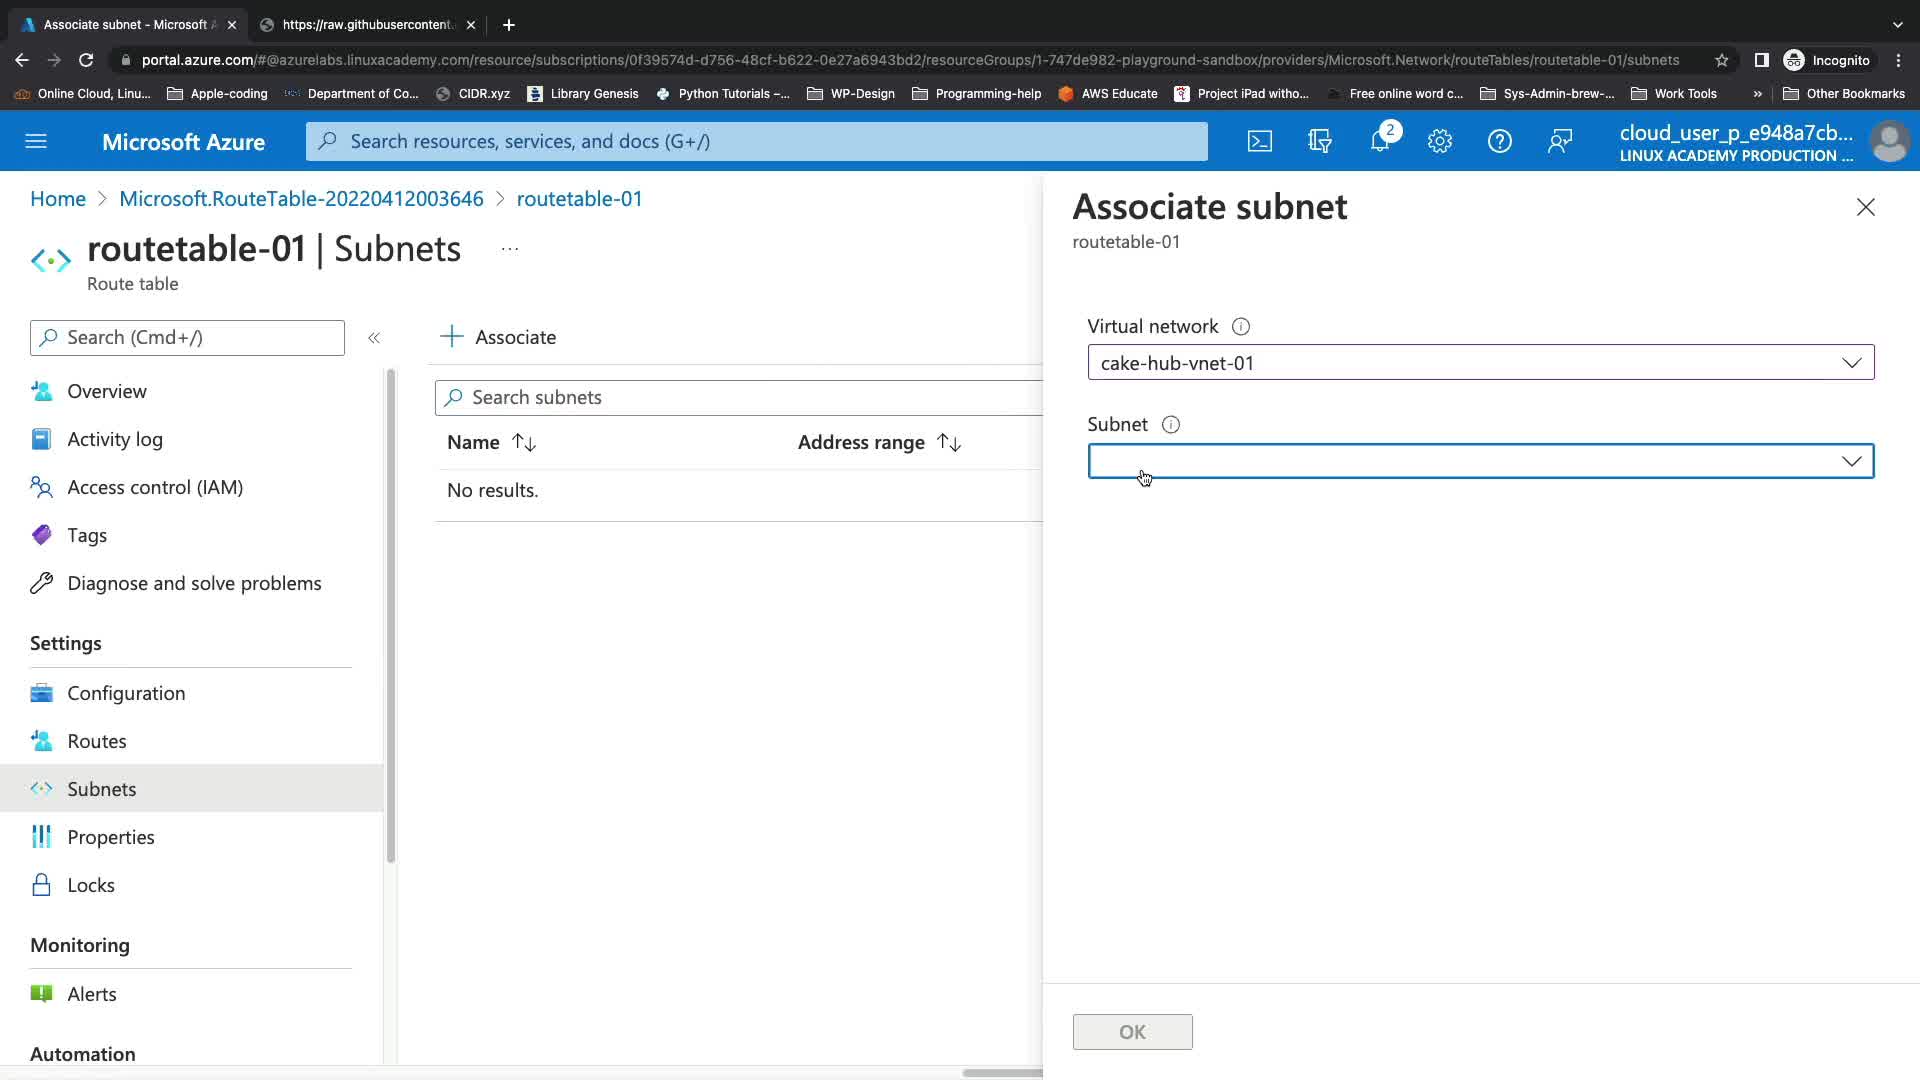 Associate subnet - Microsoft A
https://raw.githubusercontent.
portal.azure.com/#@azurelabs.linuxacademy.com/resource/subscriptions/0f39574d-d756-48cf-b622-0e27a6943bd2/resourceGroups/1-747de982-playground-sandbox/providers/Microsoft.Network/routeTables/routetable-01/subnets
Incognito
Online Cloud, Linu...
Apple-coding
Department of Co...
CIDR.xyz
Library Genesis
Python Tutorials –...
WP-Design
Programming-help
AWS Educate
Project iPad witho...
Free online word c...
Sys-Admin-brew-...
Work Tools
»
Other Bookmarks
Microsoft Azure
Search resources, services, and docs (G+/)
2
cloud_user_p_e948a7cb...
LINUX ACADEMY PRODUCTION ...
Home > Microsoft.RouteTable-20220412003646 > routetable-01
routetable-01 | Subnets ...
Route table
Search (Cmd+/)
«
Overview
Activity log
Access control (IAM)
Tags
Diagnose and solve problems
Settings
Configuration
Routes
Subnets
Properties
Locks
Monitoring
Alerts
Automation
+ Associate
Search subnets
Name ↑↓ Address range ↑↓
No results.
Associate subnet
routetable-01
Virtual network
cake-hub-vnet-01
Subnet
OK